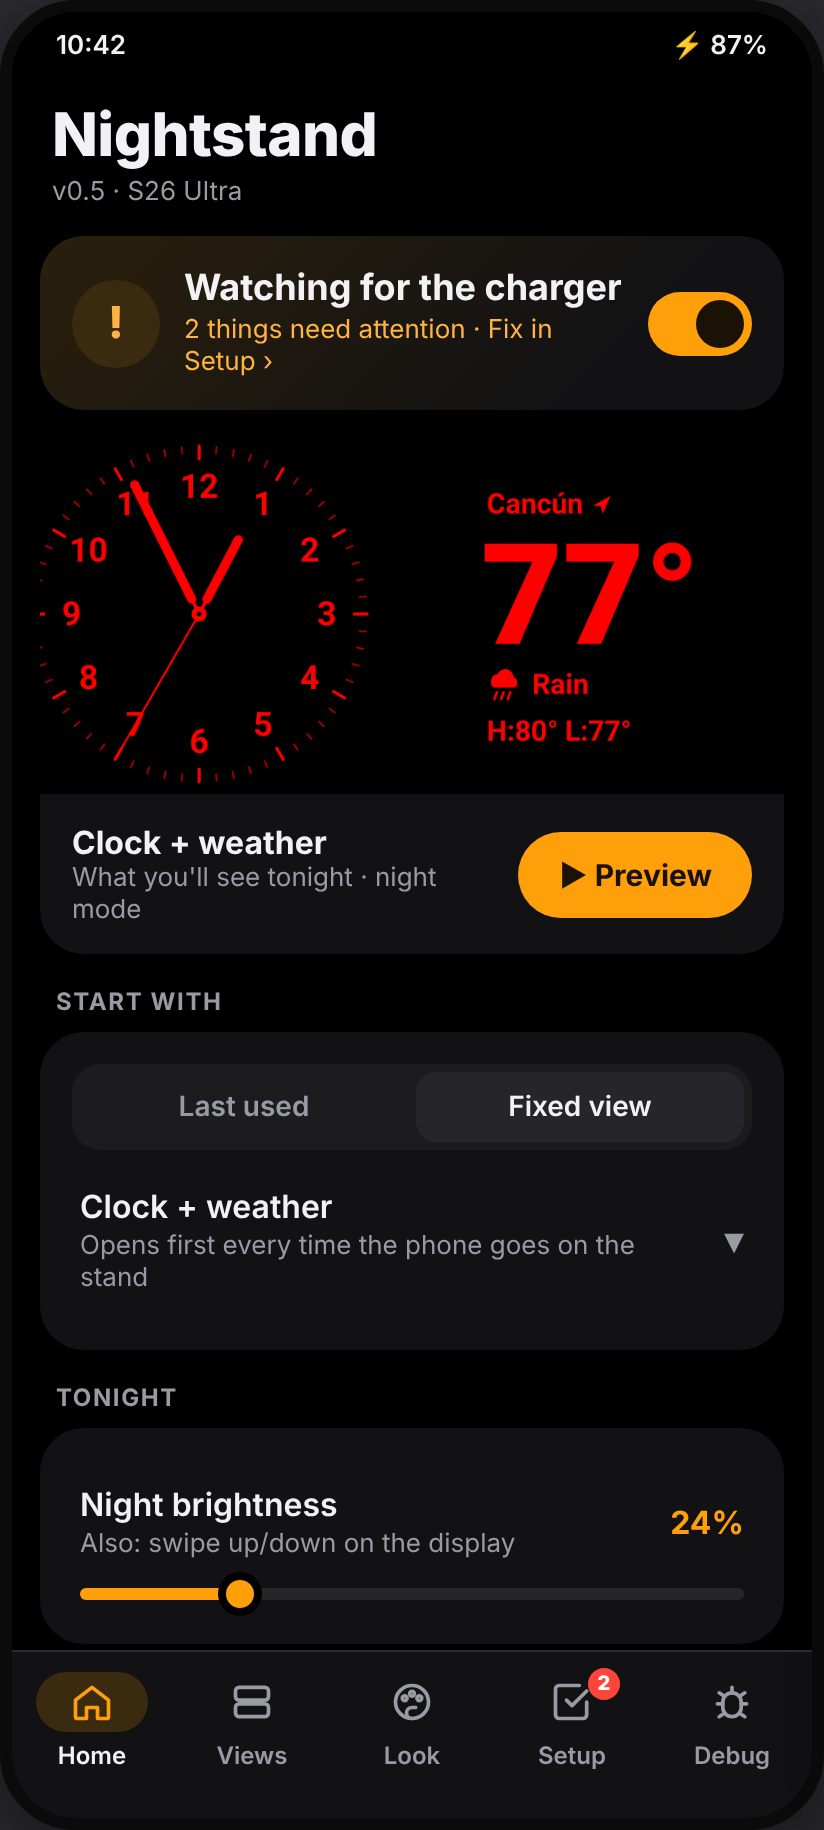 10:42
⚡ 87%
Nightstand
v0.5 · S26 Ultra
!
Watching for the charger
2 things need attention · Fix in
Setup ›
12
11
1
10
2
9
3
8
4
7
5
6
Cancún
77°
Rain
H:80° L:77°
Clock + weather
What you'll see tonight · night
mode
▶ Preview
START WITH
Last used
Fixed view
Clock + weather
Opens first every time the phone goes on the
stand
▼
TONIGHT
Night brightness
Also: swipe up/down on the display
24%
2
Home
Views
Look
Setup
Debug